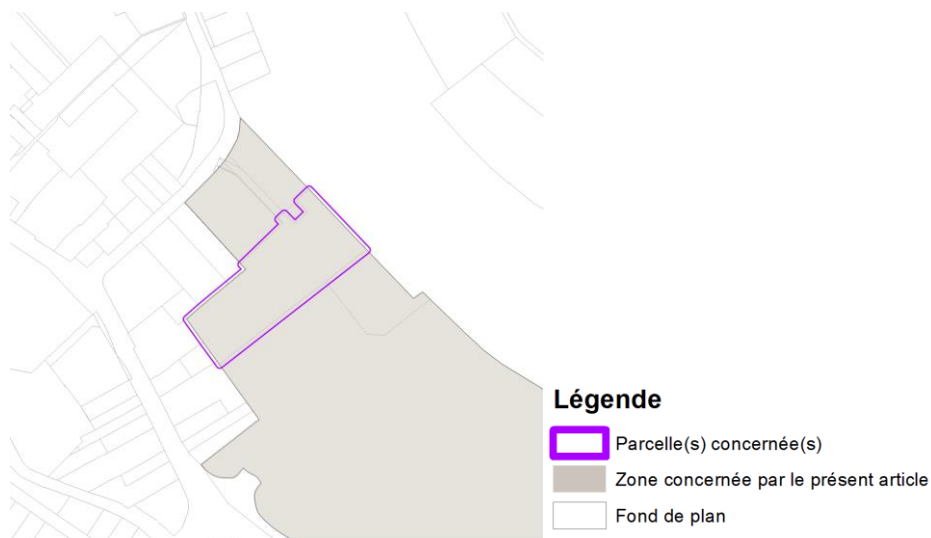 Légende
Parcelle(s) concernée(s)
Zone concernée par le présent article
Fond de plan